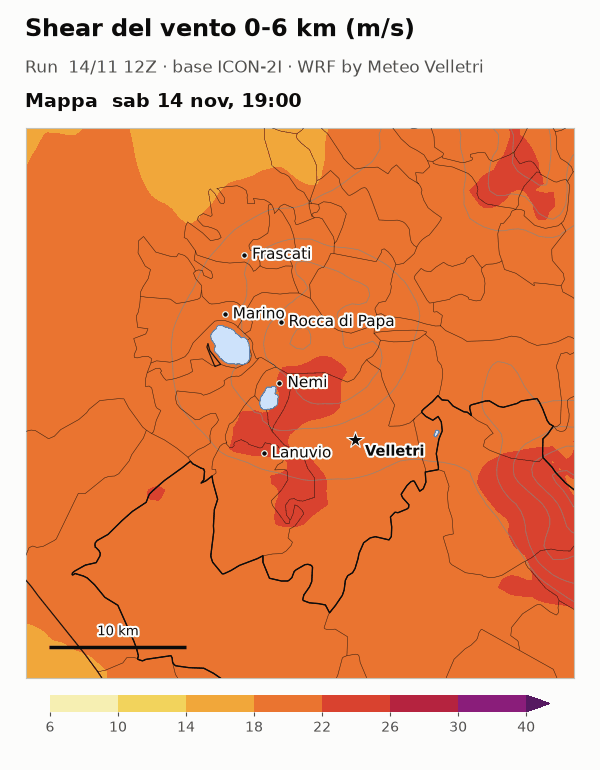 Shear del vento 0-6 km (m/s)
Run  14/11 12Z · base ICON-2I · WRF by Meteo Velletri
Mappa  sab 14 nov, 19:00
Frascati
Marino
Rocca di Papa
Nemi
Velletri
Lanuvio
10 km
6 10 14 18 22 26 30 40